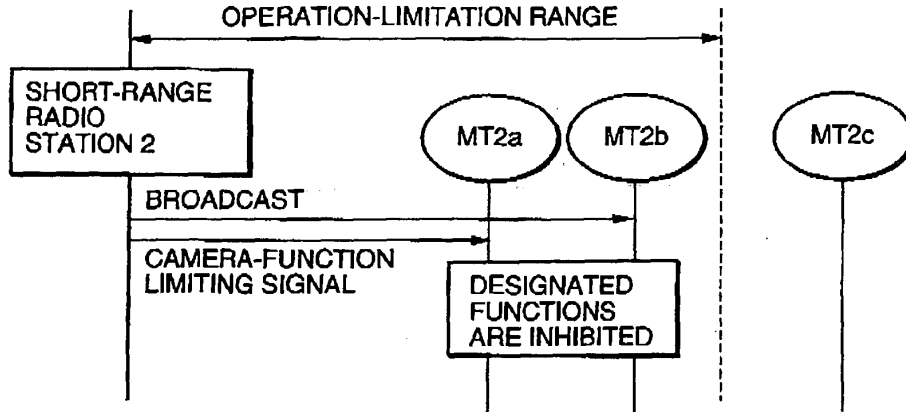 OPERATION-LIMITATION RANGE
SHORT-RANGE
RADIO
STATION 2
MT2a
MT2b
MT2c
BROADCAST
CAMERA-FUNCTION
LIMITING SIGNAL
DESIGNATED
FUNCTIONS
ARE INHIBITED